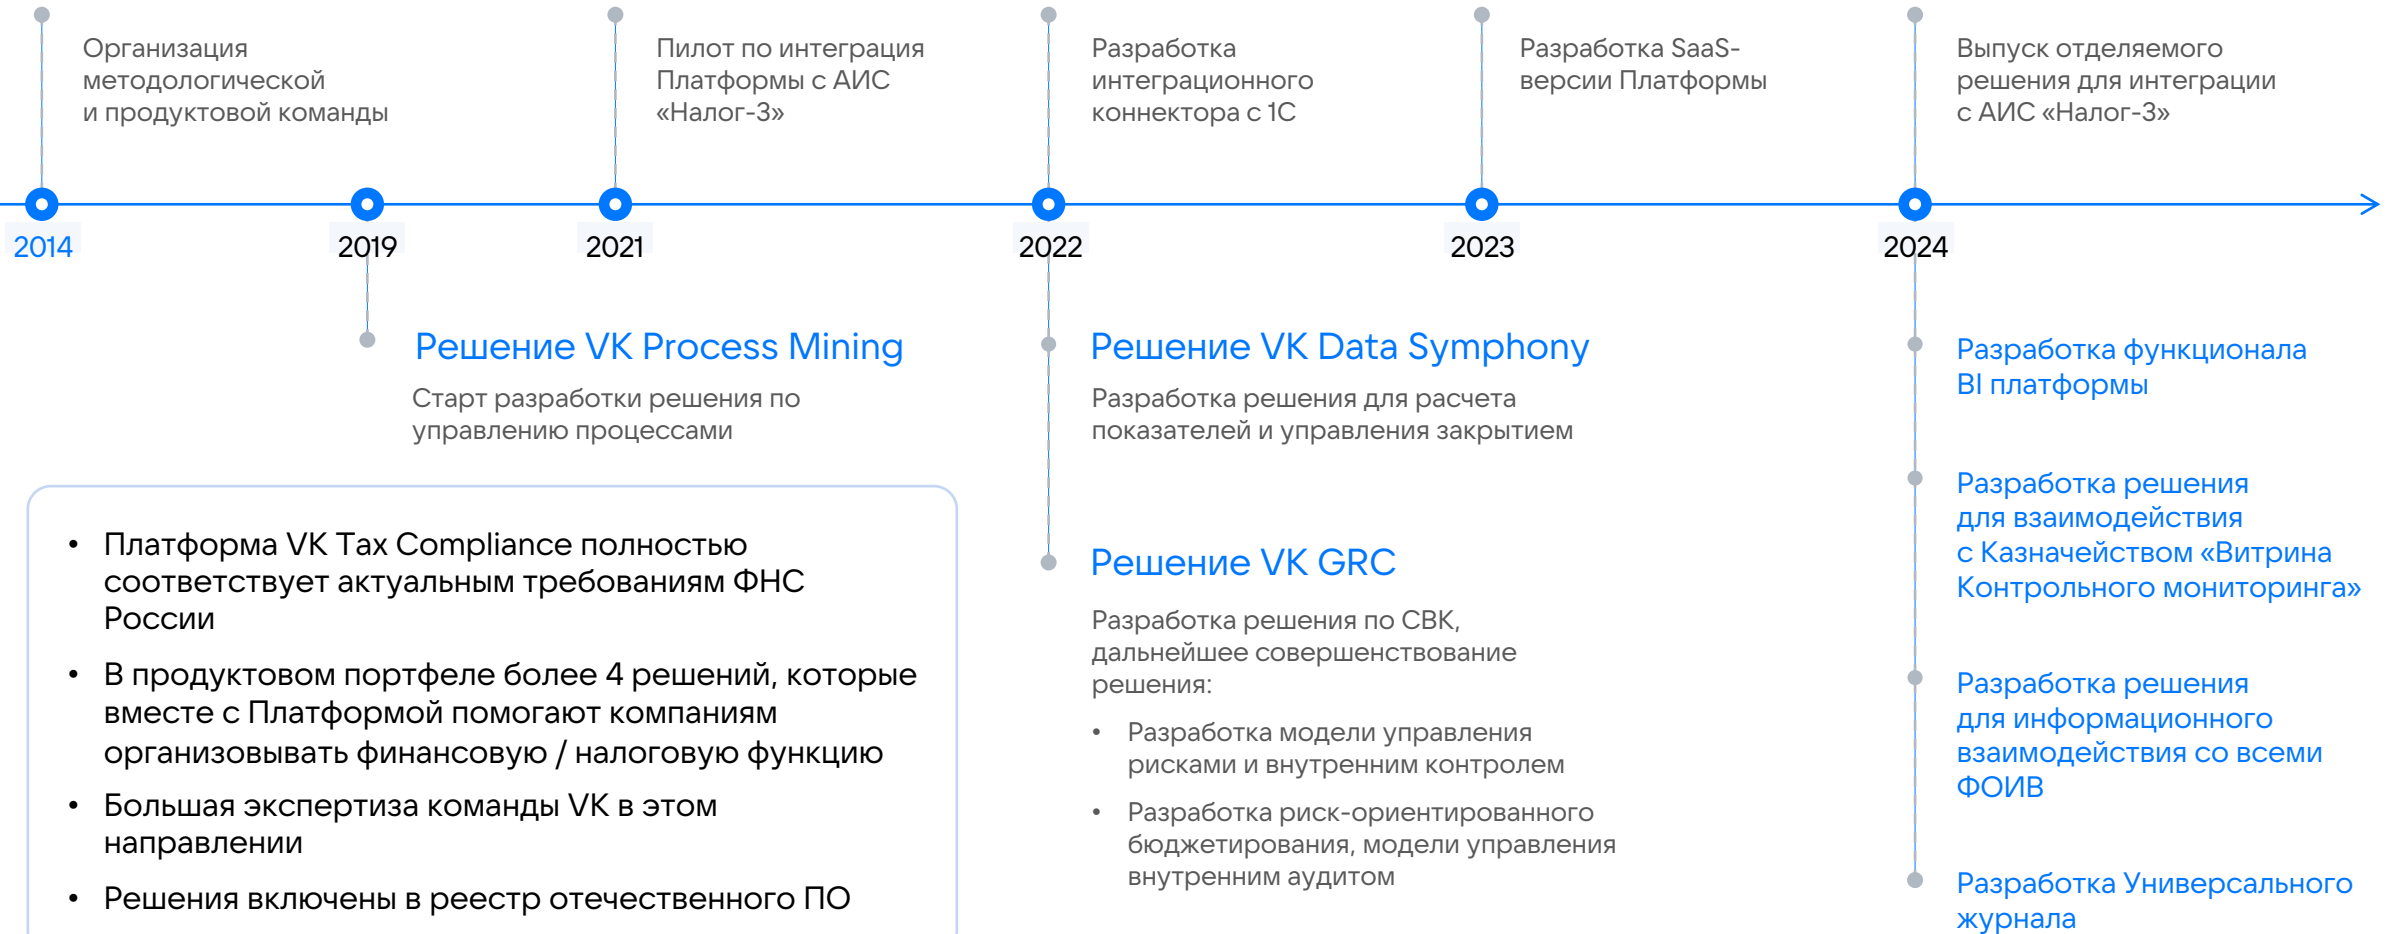 Организация
методологической
и продуктовой команды
Пилот по интеграция
Платформы с АИС
«Налог-3»
Разработка
интеграционного
коннектора с 1С
Разработка SaaS-
версии Платформы
Выпуск отделяемого
решения для интеграции
с АИС «Налог-3»
2014
2019
2021
2022
2023
2024
Решение VK Process Mining
Старт разработки решения по
управлению процессами
• Платформа VK Tax Compliance полностью
соответствует актуальным требованиям ФНС
России
• В продуктовом портфеле более 4 решений, которые
вместе с Платформой помогают компаниям
организовывать финансовую / налоговую функцию
• Большая экспертиза команды VK в этом
направлении
• Решения включены в реестр отечественного ПО
Решение VK Data Symphony
Разработка решения для расчета
показателей и управления закрытием
Решение VK GRC
Разработка решения по СВК,
дальнейшее совершенствование
решения:
• Разработка модели управления
рисками и внутренним контролем
• Разработка риск-ориентированного
бюджетирования, модели управления
внутренним аудитом
Разработка функционала
BI платформы
Разработка решения
для взаимодействия
с Казначейством «Витрина
Контрольного мониторинга»
Разработка решения
для информационного
взаимодействия со всеми
ФОИВ
Разработка Универсального
журнала